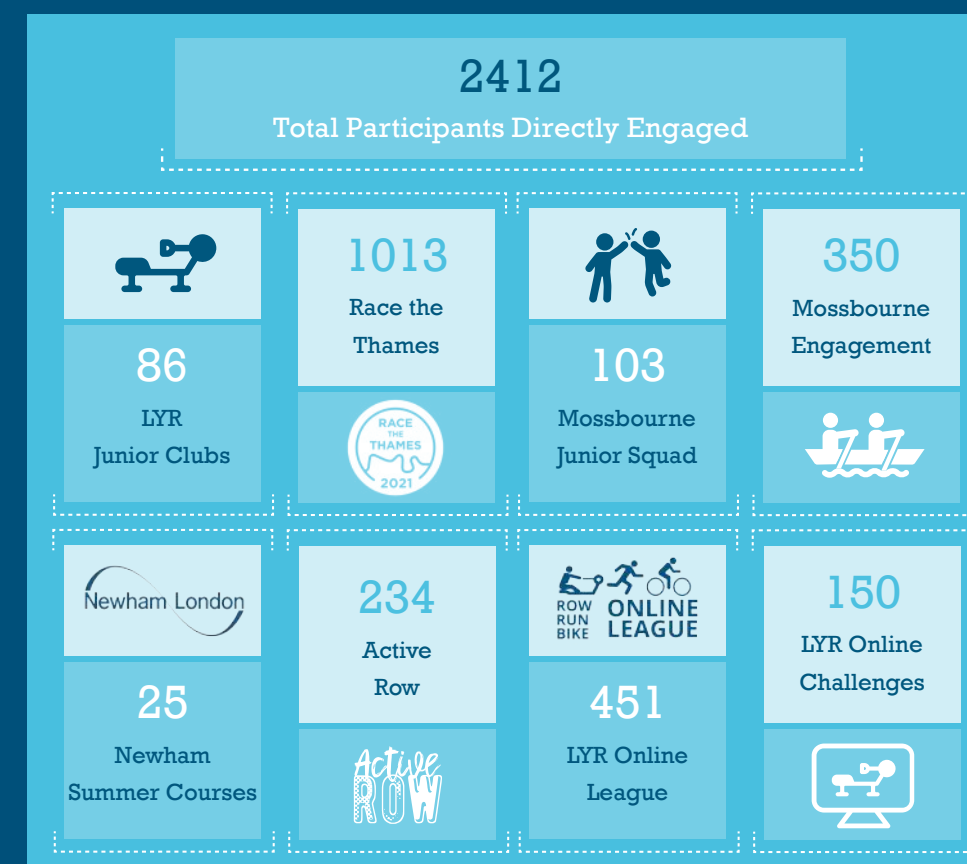 2412
Total Participants Directly Engaged
86
LYR
Junior Clubs
1013
Race the
Thames
RACE
THE
THAMES
2021
103
Mossbourne
Junior Squad
350
Mossbourne
Engagement
Newham London
25
Newham
Summer Courses
234
Active
Row
Active
ROW
ROW
RUN
BIKE
ONLINE
LEAGUE
451
LYR Online
League
150
LYR Online
Challenges